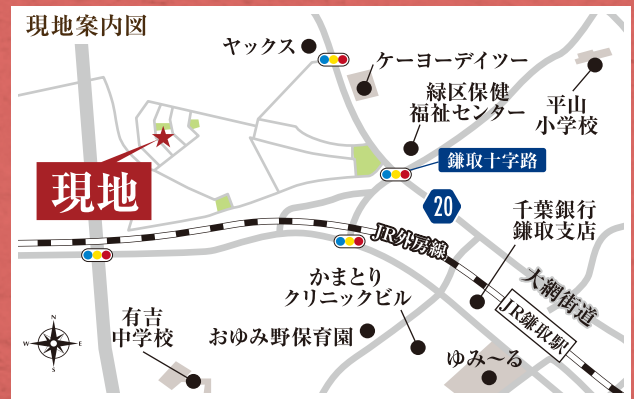 現地案内図
ヤックス
ケーヨーデイツー
緑区保健
福祉センター
平山
小学校
鎌取十字路
現地
20
千葉銀行
鎌取支店
JR外房線
大網街道
かまとり
クリニックビル
JR鎌取駅
有吉
中学校
おゆみ野保育園
ゆみ〜る
N
W
E
S